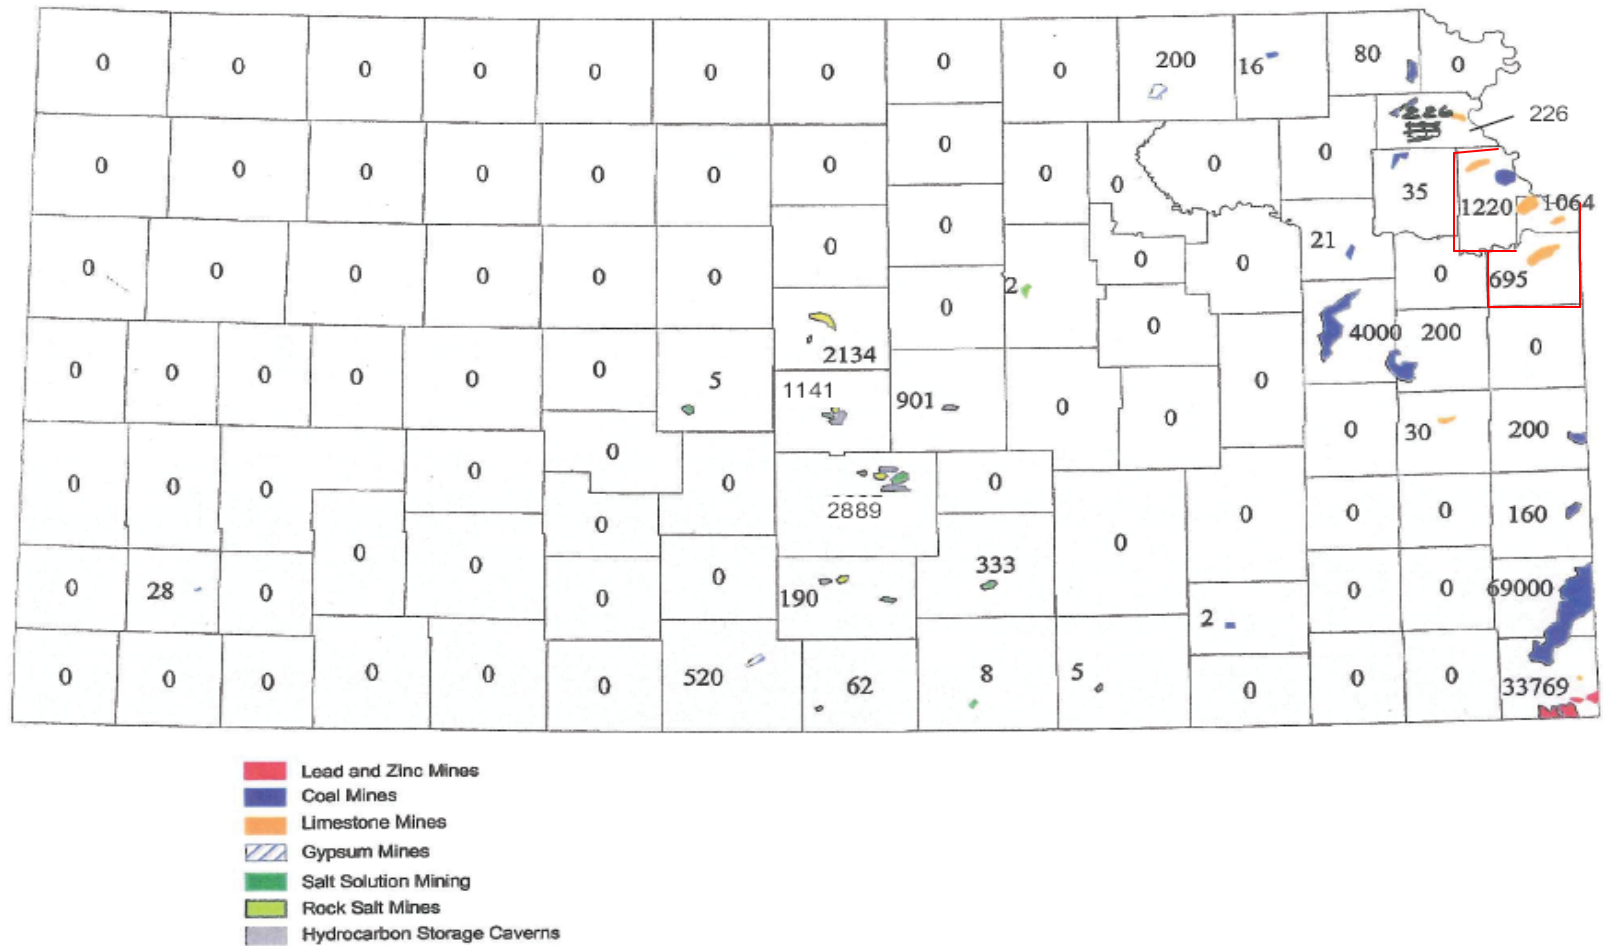 0 0 0 0 0 0 0 0 0 200 16 80 0
226 226
0
0 0 0 0 0 0 0 0 0 0 0 35
1220 1064
0 0 0 0 0 0 0 0 2 0 0 21 0 695
0
2134 0 4000 200 0
0 0 0 0 0 0 5 1141 901 0 0 0
0 30 200
0 0 0 0 0 0 0
0 2889 0 0 0 0 160
0 0 0 333
0 28 0 0 0 190 0 0 69000
2
0 0 0 0 0 0 520 62 8 5 0 0 0 33769
Lead and Zinc Mines
Coal Mines
Limestone Mines
Gypsum Mines
Salt Solution Mining
Rock Salt Mines
Hydrocarbon Storage Caverns